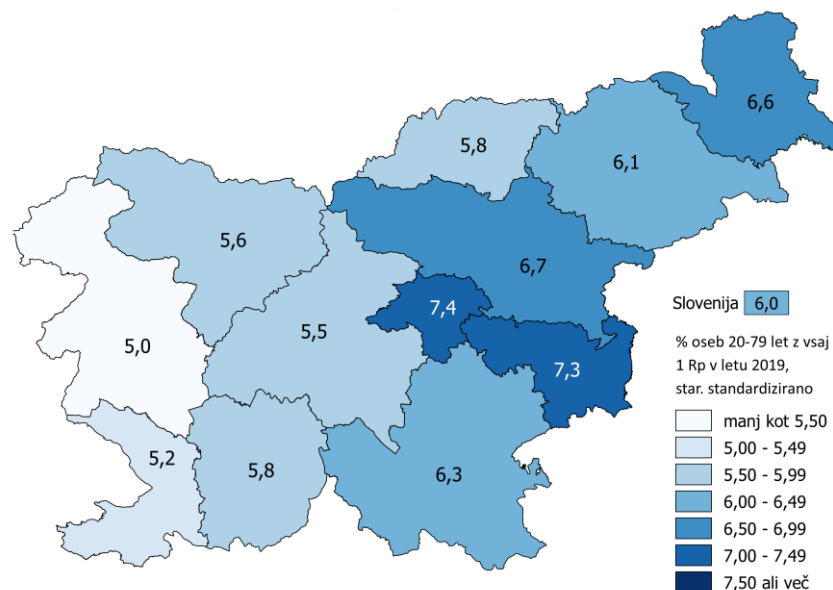 6,6
5,8
6,1
5,6
6,7
7,4
Slovenija 6,0
5,5
5,0
7,3
% oseb 20-79 let z vsaj
1 Rp v letu 2019,
star. standardizirano
manj kot 5,50
5,2
5,00 - 5,49
5,8
6,3
5,50 - 5,99
6,00 - 6,49
6,50 - 6,99
7,00 - 7,49
7,50 ali več